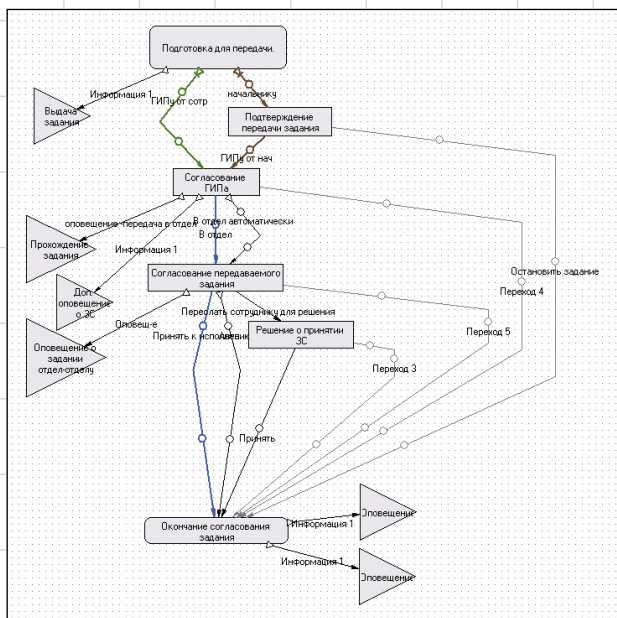 Подготовка для передачи.
Информация 1
ГИПу от сотр
начальнику
Выдача
задания
Подтверждение
передачи задания
ГИПу от нач
Согласование
ГИПа
оповещение -передача в отдел
В отдел автоматически
В отдел
Прохождение
задания
Информация 1
Согласование передаваемого
задания
Остановить задание
Переход 4
Доп.
оповещение
о ЗС
Оповещ-е
Переслать сотруднику для решения
Принять к исполн
Решение о принятии
ЗС
Переход 5
Оповещение о
задании
отдел-отделу
Переход 3
Принять
Окончание согласования
задания
Информация 1
Оповещение
Информация 1
Оповещение